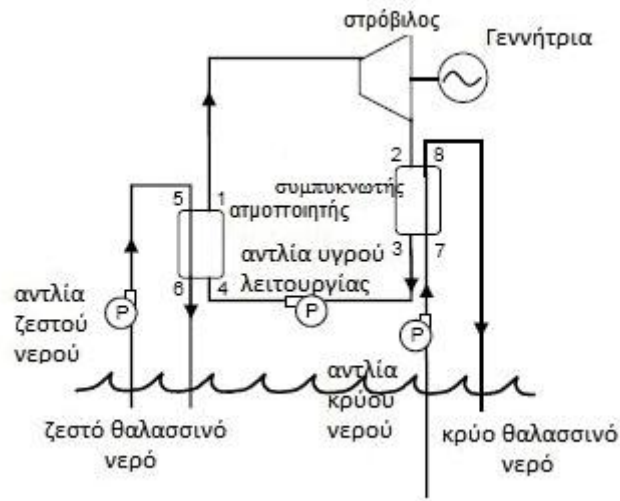 στρόβιλος
Γεννήτρια
2 8
συμπυκνωτής
5 1
ατμοποιητής
3 7
αντλία υγρού
λειτουργίας
6 4
αντλία
ζεστού
νερού
P
P
P
αντλία
κρύου
νερού
ζεστό θαλασσινό
νερό
κρύο θαλασσινό
νερό